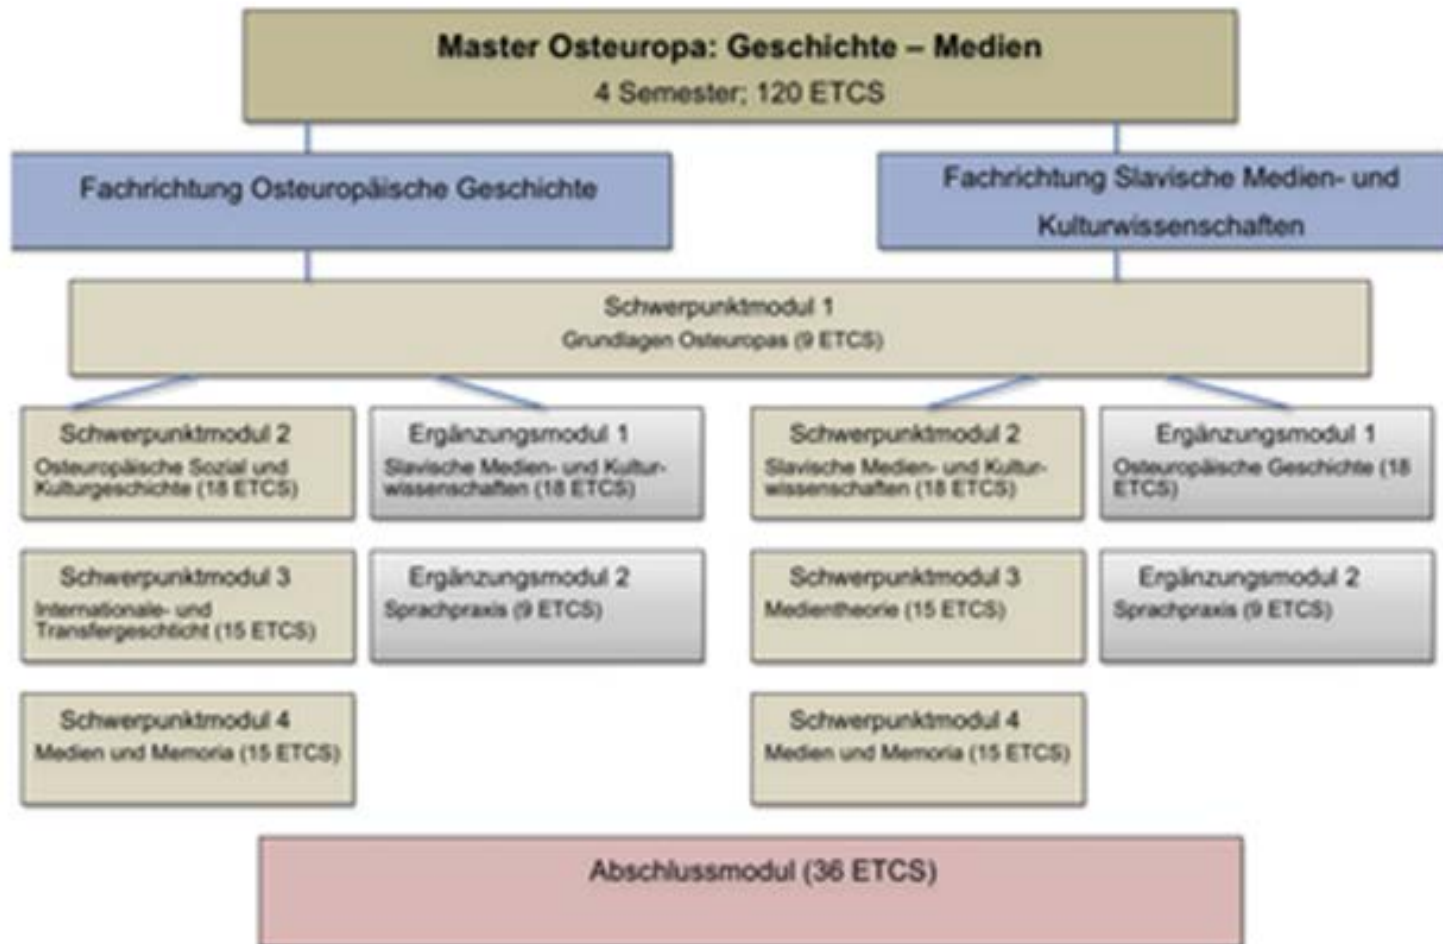 Master Osteuropa: Geschichte – Medien
4 Semester; 120 ETCS
Fachrichtung Osteuropäische Geschichte
Fachrichtung Slavische Medien- und
Kulturwissenschaften
Schwerpunktmodul 1
Grundlagen Osteuropas (9 ETCS)
Schwerpunktmodul 2
Osteuropäische Sozial und
Kulturgeschichte (18 ETCS)
Ergänzungsmodul 1
Slavische Medien- und Kultur-
wissenschaften (18 ETCS)
Schwerpunktmodul 2
Slavische Medien- und Kultur-
wissenschaften (18 ETCS)
Ergänzungsmodul 1
Osteuropäische Geschichte (18
ETCS)
Schwerpunktmodul 3
Internationale- und
Transfergeschticht (15 ETCS)
Ergänzungsmodul 2
Sprachpraxis (9 ETCS)
Schwerpunktmodul 3
Medientheorie (15 ETCS)
Ergänzungsmodul 2
Sprachpraxis (9 ETCS)
Schwerpunktmodul 4
Medien und Memoria (15 ETCS)
Schwerpunktmodul 4
Medien und Memoria (15 ETCS)
Abschlussmodul (36 ETCS)